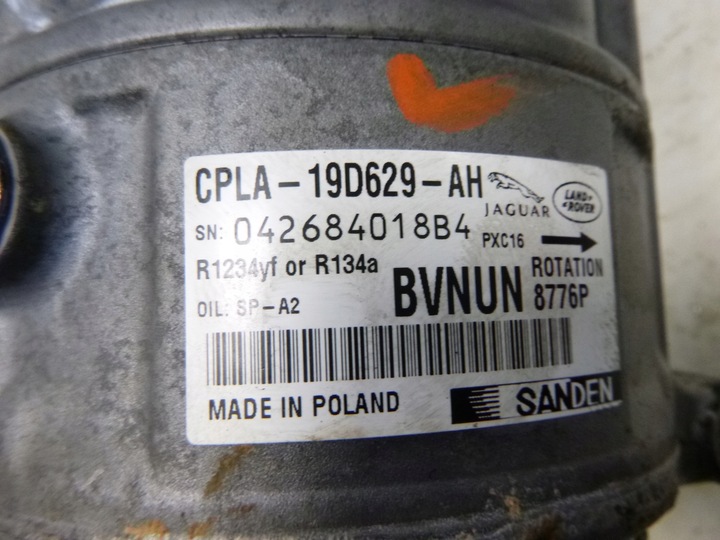 CPLA-19D629-AH
JAGUAR
LAND ROVER
SN: 042684018B4
PXC16
R1234yf or R134a
ROTATION
OIL: SP-A2
BVNUN
8776P
MADE IN POLAND
SANDEN